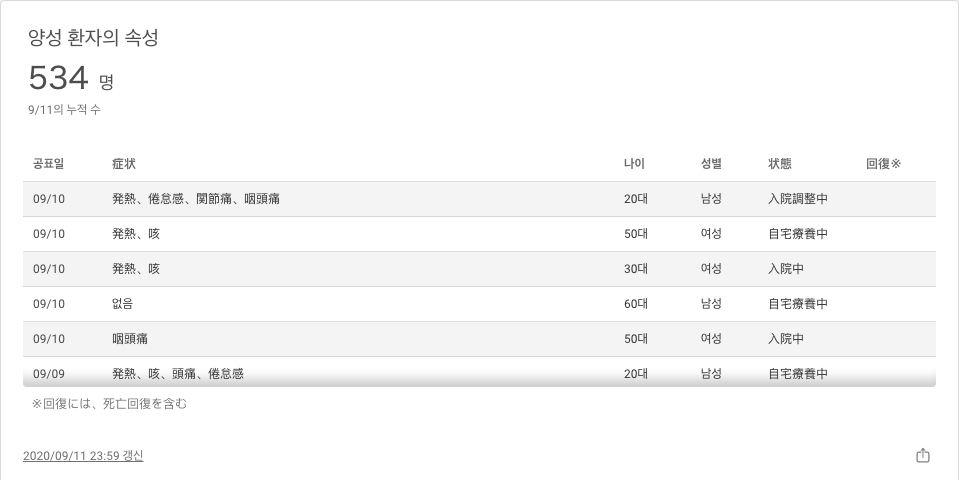 양성 환자의 속성
534 명
9/11의 누적 수
공표일 症状 나이 성별 状態 回復※
09/10 発熱、倦怠感、関節痛、咽頭痛 20대 남성 入院調整中
09/10 発熱、咳 50대 여성 自宅療養中
09/10 発熱、咳 30대 여성 入院中
09/10 없음 60대 남성 自宅療養中
09/10 咽頭痛 50대 여성 入院中
09/09 発熱、咳、頭痛、倦怠感 20대 남성 自宅療養中
※回復には、死亡回復を含む
2020/09/11 23:59 갱신